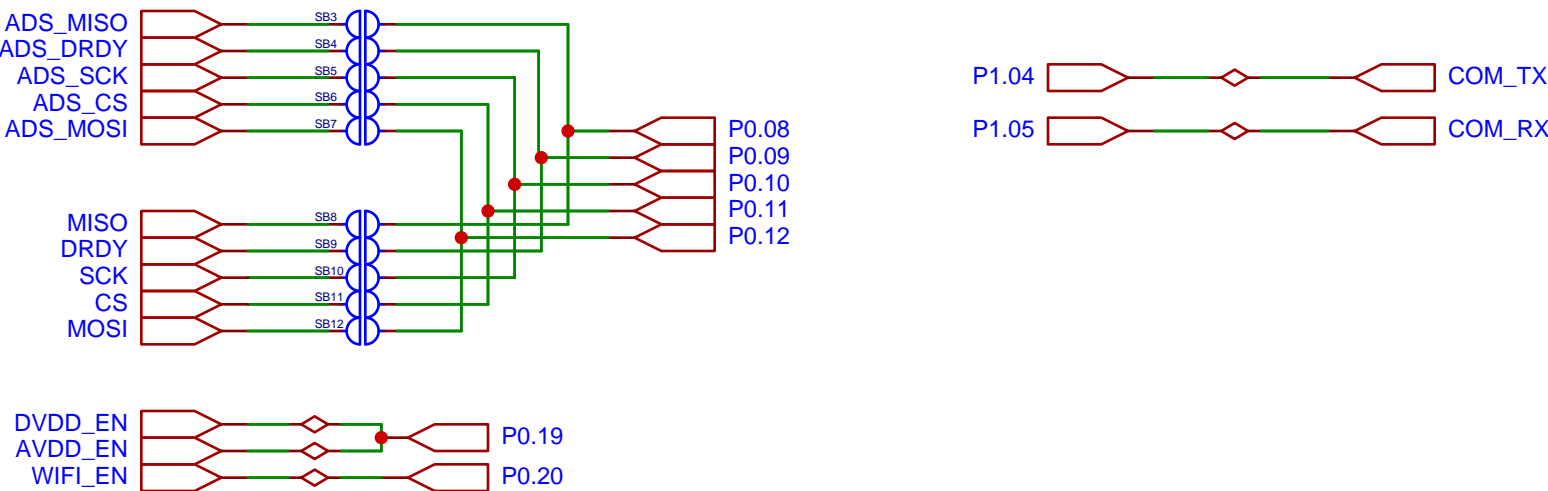 ADS_MISO SB3
ADS_DRDY SB4
ADS_SCK SB5
ADS_CS SB6
ADS_MOSI SB7
P0.08
P0.09
P0.10
P0.11
P0.12
MISO SB8
DRDY SB9
SCK SB10
CS SB11
MOSI SB12
DVDD_EN
AVDD_EN
WIFI_EN
P0.19
P0.20
P1.04 COM_TX
P1.05 COM_RX